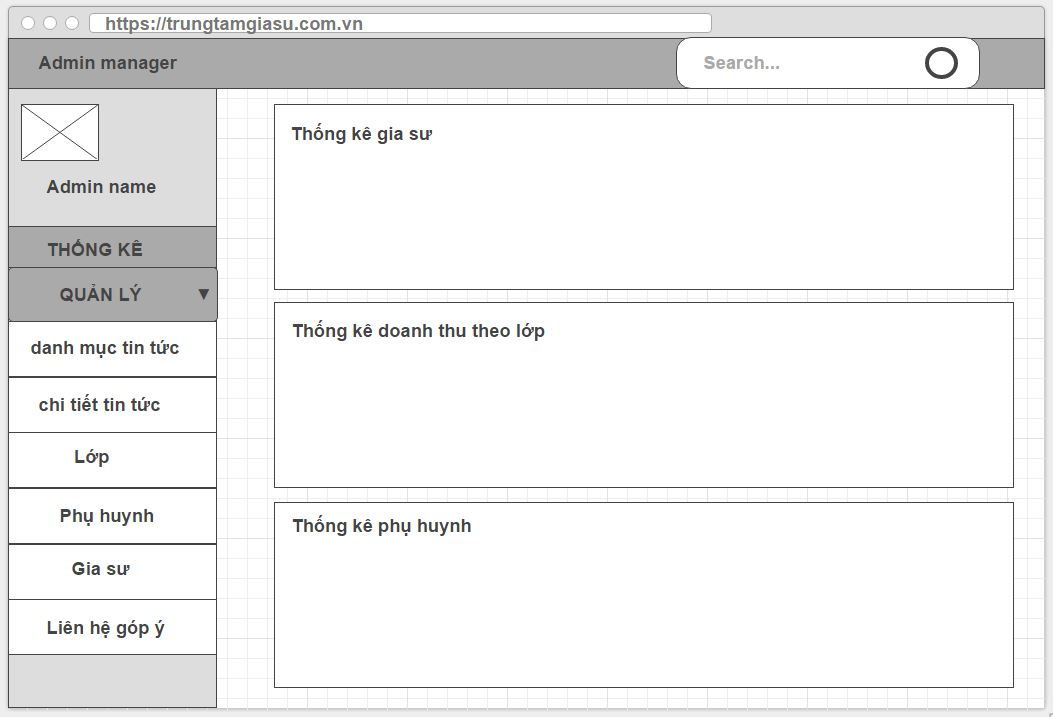 https://trungtamgiasu.com.vn
Admin manager
Search...
Admin name
THỐNG KÊ
QUẢN LÝ
danh mục tin tức
chi tiết tin tức
Lớp
Phụ huynh
Gia sư
Liên hệ góp ý
Thống kê gia sư
Thống kê doanh thu theo lớp
Thống kê phụ huynh